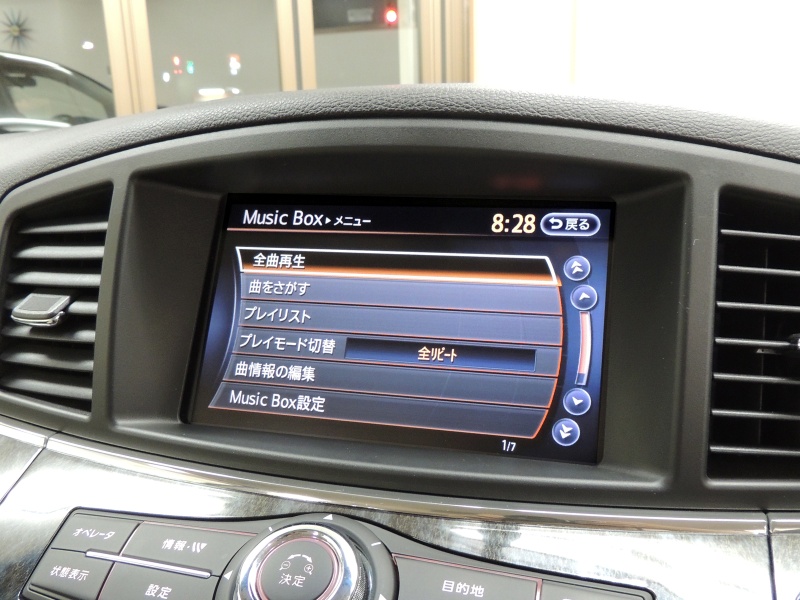 Music Box▶メニュー 8:28 戻る
全曲再生
曲をさがす
プレイリスト
プレイモード切替 全リピート
曲情報の編集
Music Box設定
1/7
オペレータ 情報
状態表示 設定 決定 目的地